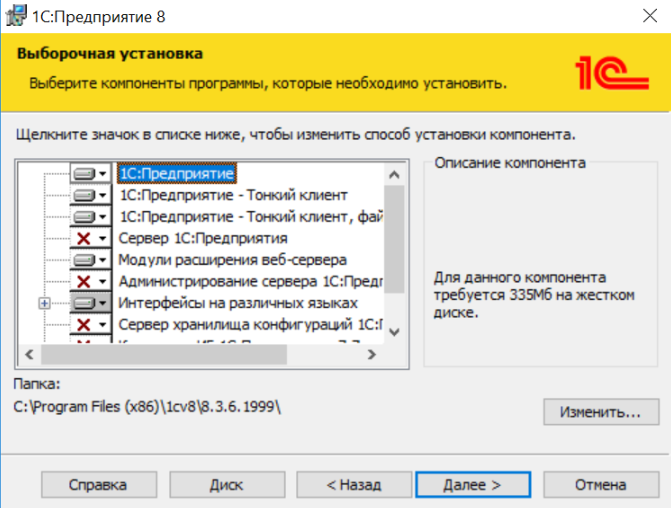 1С:Предприятие 8
Выборочная установка
Выберите компоненты программы, которые необходимо установить.
1С
Щелкните значок в списке ниже, чтобы изменить способ установки компонента.
1С:Предприятие
1С:Предприятие - Тонкий клиент
1С:Предприятие - Тонкий клиент, фай
Сервер 1С:Предприятия
Модули расширения веб-сервера
Администрирование сервера 1С:Пред
Интерфейсы на различных языках
Сервер хранилища конфигураций 1С:
Описание компонента
Для данного компонента
требуется 335Мб на жестком
диске.
Папка:
C:\Program Files (x86)\1cv8\8.3.6.1999\
Изменить...
Справка
Диск
< Назад
Далее >
Отмена